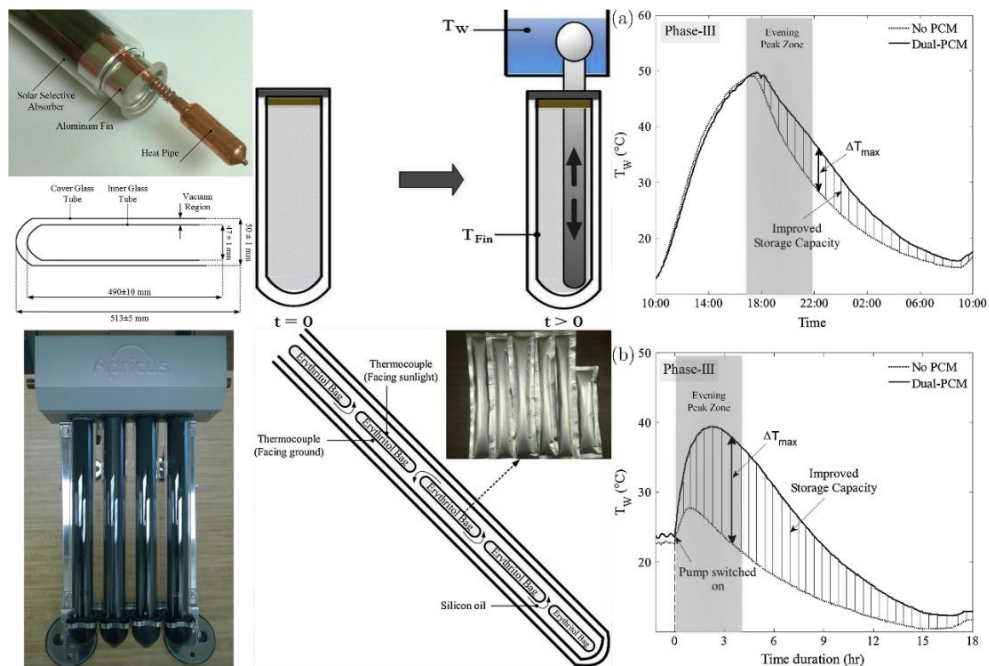 Solar Selective
Absorber
Aluminum Fin
Heat Pipe
Cover Glass
Tube
Inner Glass
Tube
Vacuum
Region
47±1 mm
50±1 mm
490±10 mm
513±5 mm
Apricus
T_W
T_Fin
t = 0
t > 0
Thermocouple
(Facing sunlight)
Thermocouple
(Facing ground)
Erythritol Bag
Erythritol Bag
Erythritol Bag
Erythritol Bag
Erythritol Bag
Erythritol Bag
Silicon oil
(a)
Phase-III
Evening
Peak Zone
No PCM
Dual-PCM
60
50
40
30
20
T_W (°C)
ΔT_max
Improved
Storage Capacity
10:00
14:00
18:00
22:00
02:00
06:00
10:00
Time
(b)
Phase-III
Evening
Peak Zone
No PCM
Dual-PCM
50
40
30
20
10
T_W (°C)
ΔT_max
Improved
Storage Capacity
Pump switched
on
0
3
6
9
12
15
18
Time duration (hr)